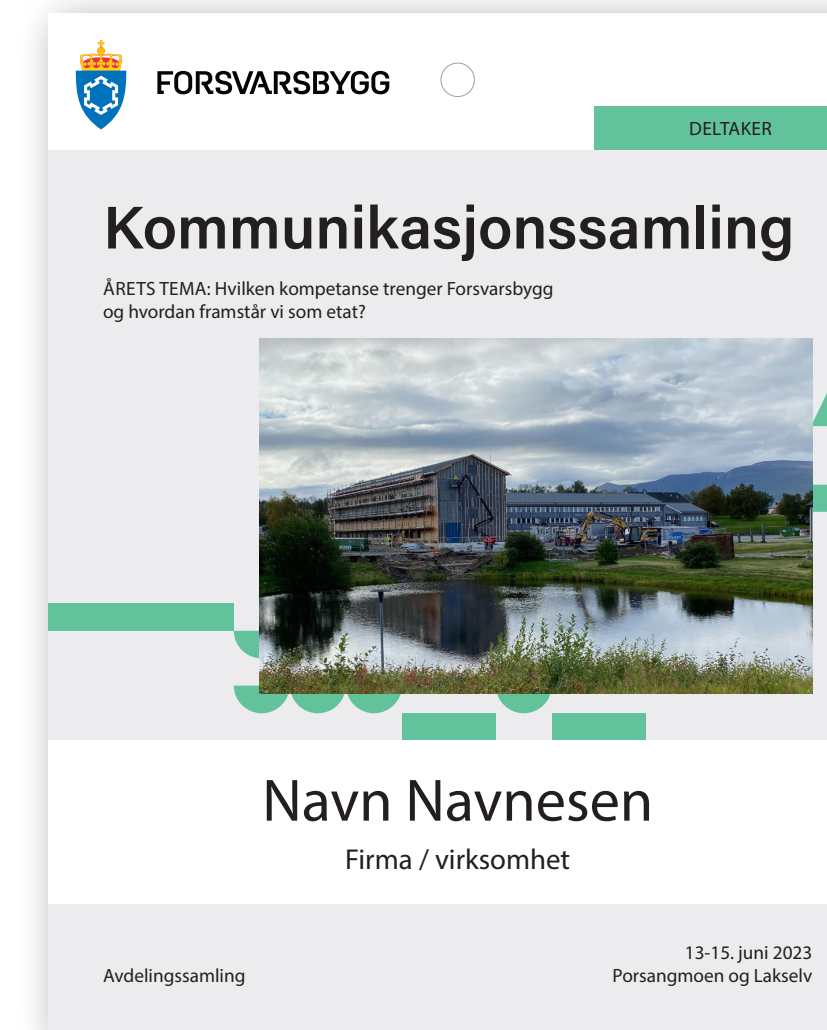 FORSVARSBYGG
DELTAKER
Kommunikasjonssamling
ÅRETS TEMA: Hvilken kompetanse trenger Forsvarsbygg
og hvordan framstår vi som etat?
Navn Navnesen
Firma / virksomhet
13-15. juni 2023
Avdelingssamling
Porsangmoen og Lakselv